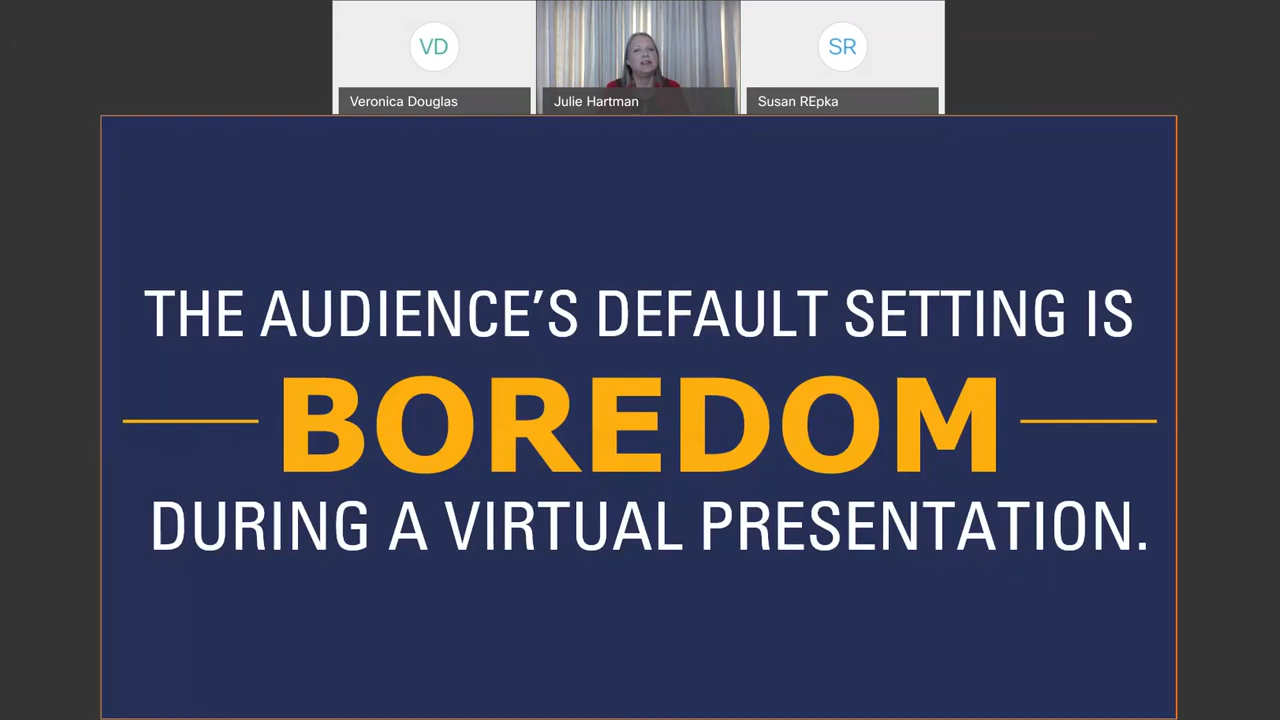 VD
SR
Veronica Douglas
Julie Hartman
Susan REpka
THE AUDIENCE’S DEFAULT SETTING IS
BOREDOM
DURING A VIRTUAL PRESENTATION.